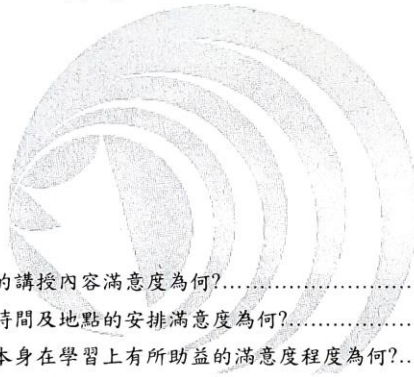 的講授內容滿意度為何?..............................
時間及地點的安排滿意度為何?......................
本身在學習上有所助益的滿意度程度為何?..